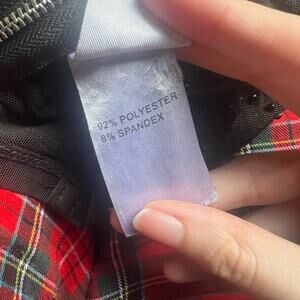 92% POLYESTER
8% SPANDEX